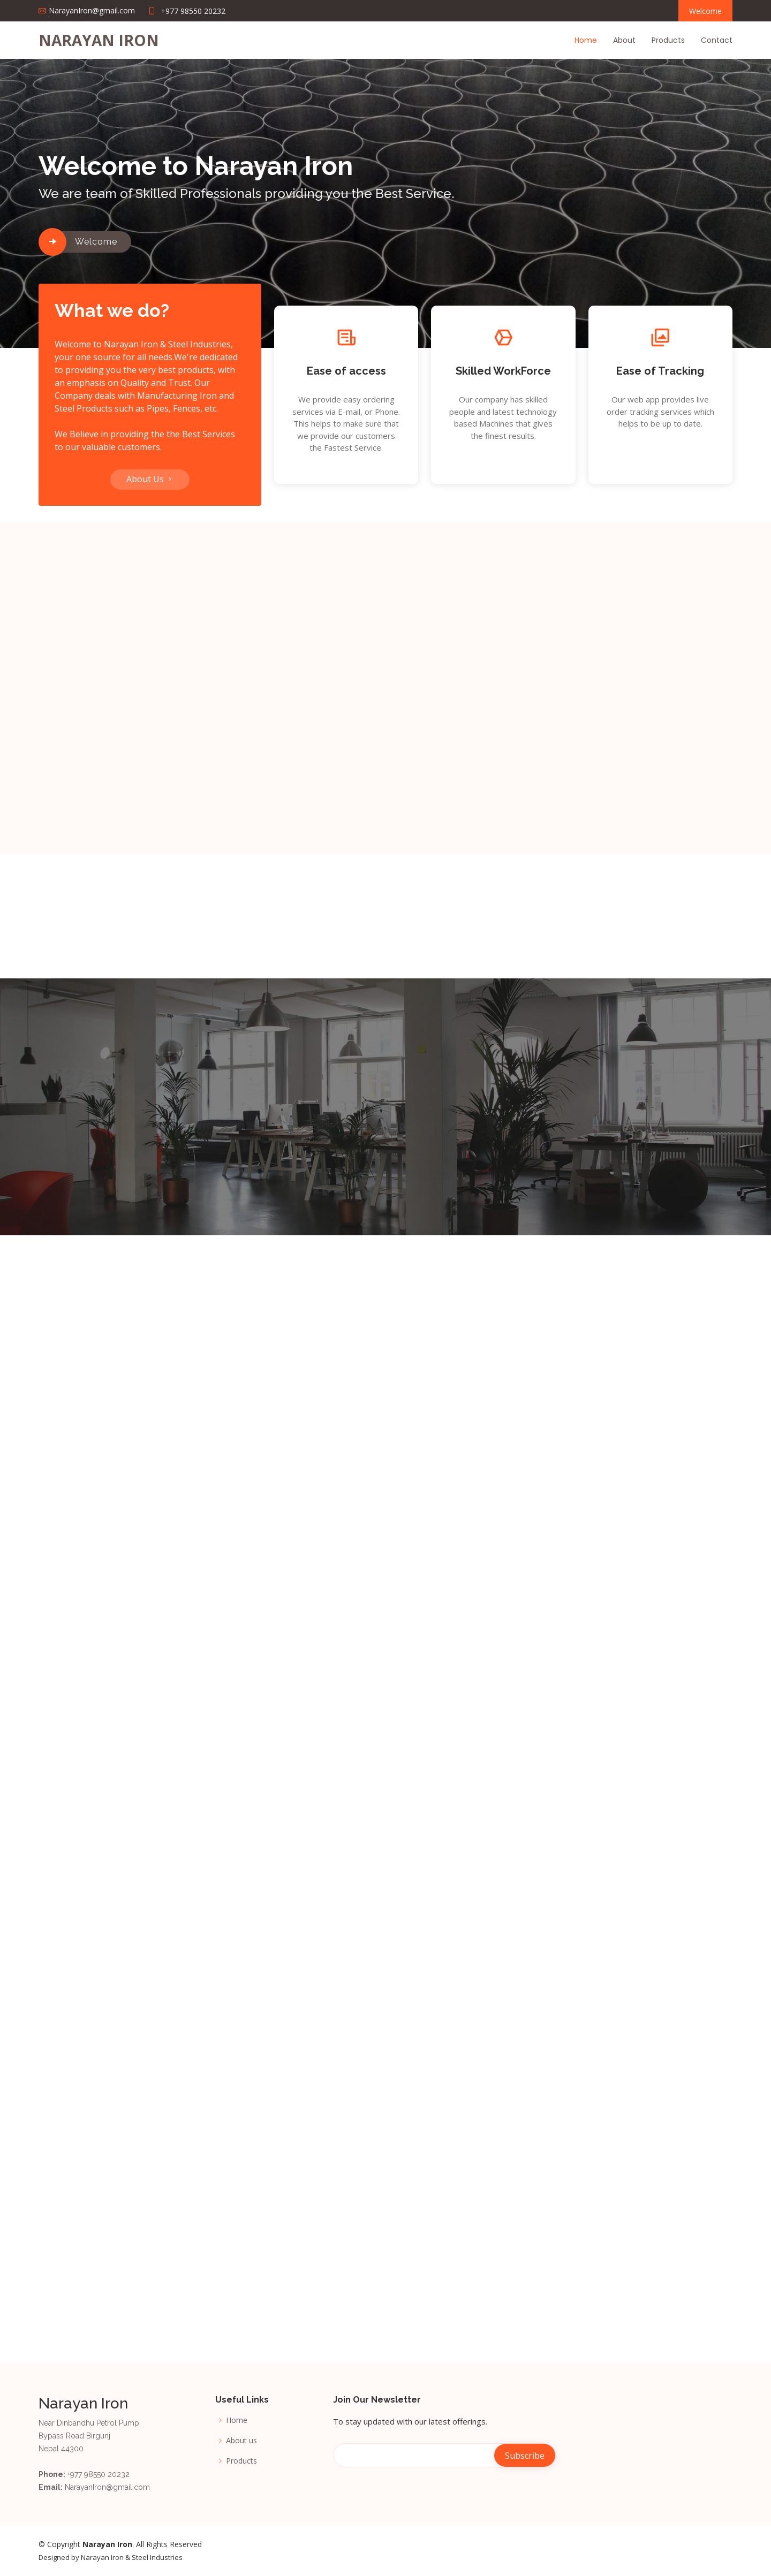 NarayanIron@gmail.com +977 98550 20232 Welcome
NARAYAN IRON
Home About Products Contact
Welcome to Narayan Iron
We are team of Skilled Professionals providing you the Best Service.
Welcome
What we do?
Welcome to Narayan Iron & Steel Industries,
your one source for all needs.We're dedicated
to providing you the very best products, with
an emphasis on Quality and Trust. Our
Company deals with Manufacturing Iron and
Steel Products such as Pipes, Fences, etc.
We Believe in providing the the Best Services
to our valuable customers.
About Us
Ease of access
We provide easy ordering
services via E-mail, or Phone.
This helps to make sure that
we provide our customers
the Fastest Service.
Skilled WorkForce
Our company has skilled
people and latest technology
based Machines that gives
the finest results.
Ease of Tracking
Our web app provides live
order tracking services which
helps to be up to date.
Narayan Iron
Near Dinbandhu Petrol Pump
Bypass Road Birgunj
Nepal 44300
Phone: +977 98550 20232
Email: NarayanIron@gmail.com
Useful Links
Home
About us
Products
Join Our Newsletter
To stay updated with our latest offerings.
Subscribe
© Copyright Narayan Iron. All Rights Reserved
Designed by Narayan Iron & Steel Industries